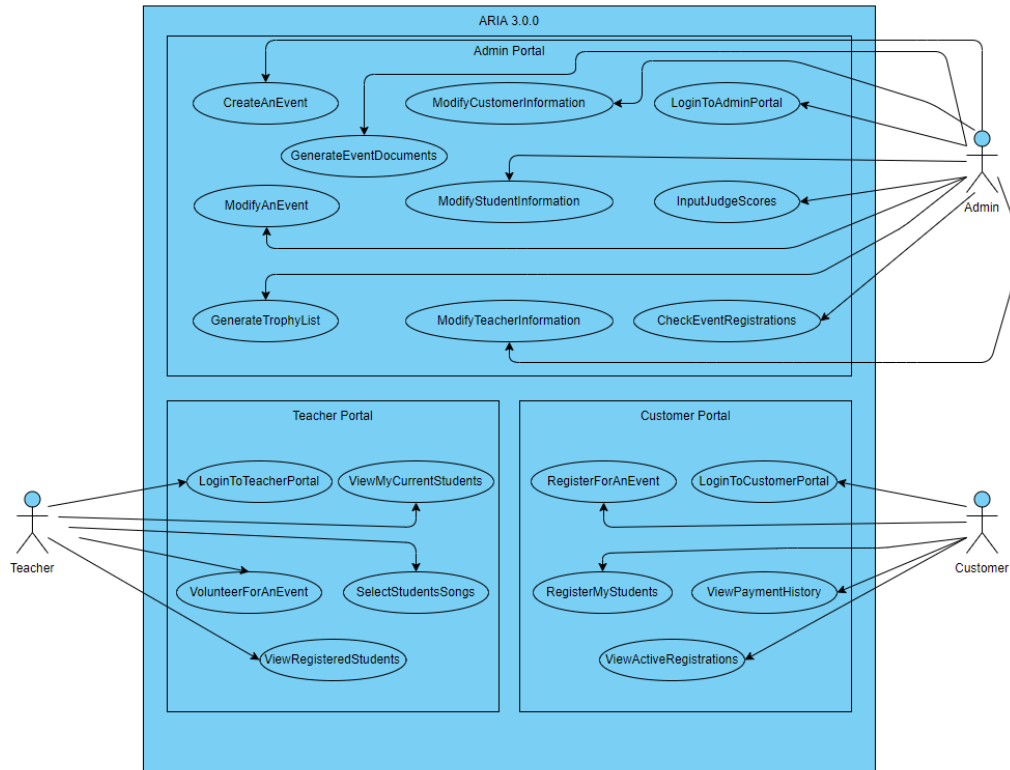 ARIA 3.0.0
Admin Portal
CreateAnEvent
ModifyCustomerInformation
LoginToAdminPortal
GenerateEventDocuments
ModifyAnEvent
ModifyStudentInformation
InputJudgeScores
Admin
GenerateTrophyList
ModifyTeacherInformation
CheckEventRegistrations
Teacher Portal
Customer Portal
LoginToTeacherPortal
ViewMyCurrentStudents
RegisterForAnEvent
LoginToCustomerPortal
Teacher
Customer
VolunteerForAnEvent
SelectStudentsSongs
RegisterMyStudents
ViewPaymentHistory
ViewRegisteredStudents
ViewActiveRegistrations